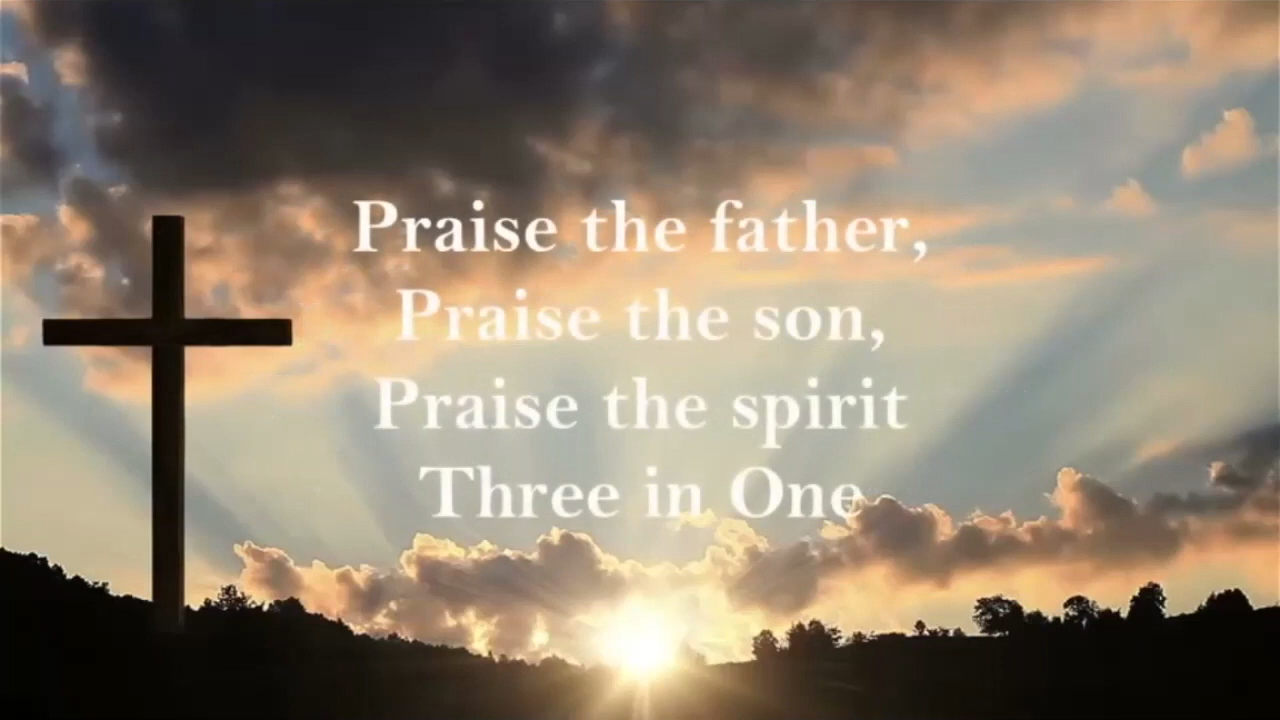 Praise the father,
Praise the son,
Praise the spirit
Three in One